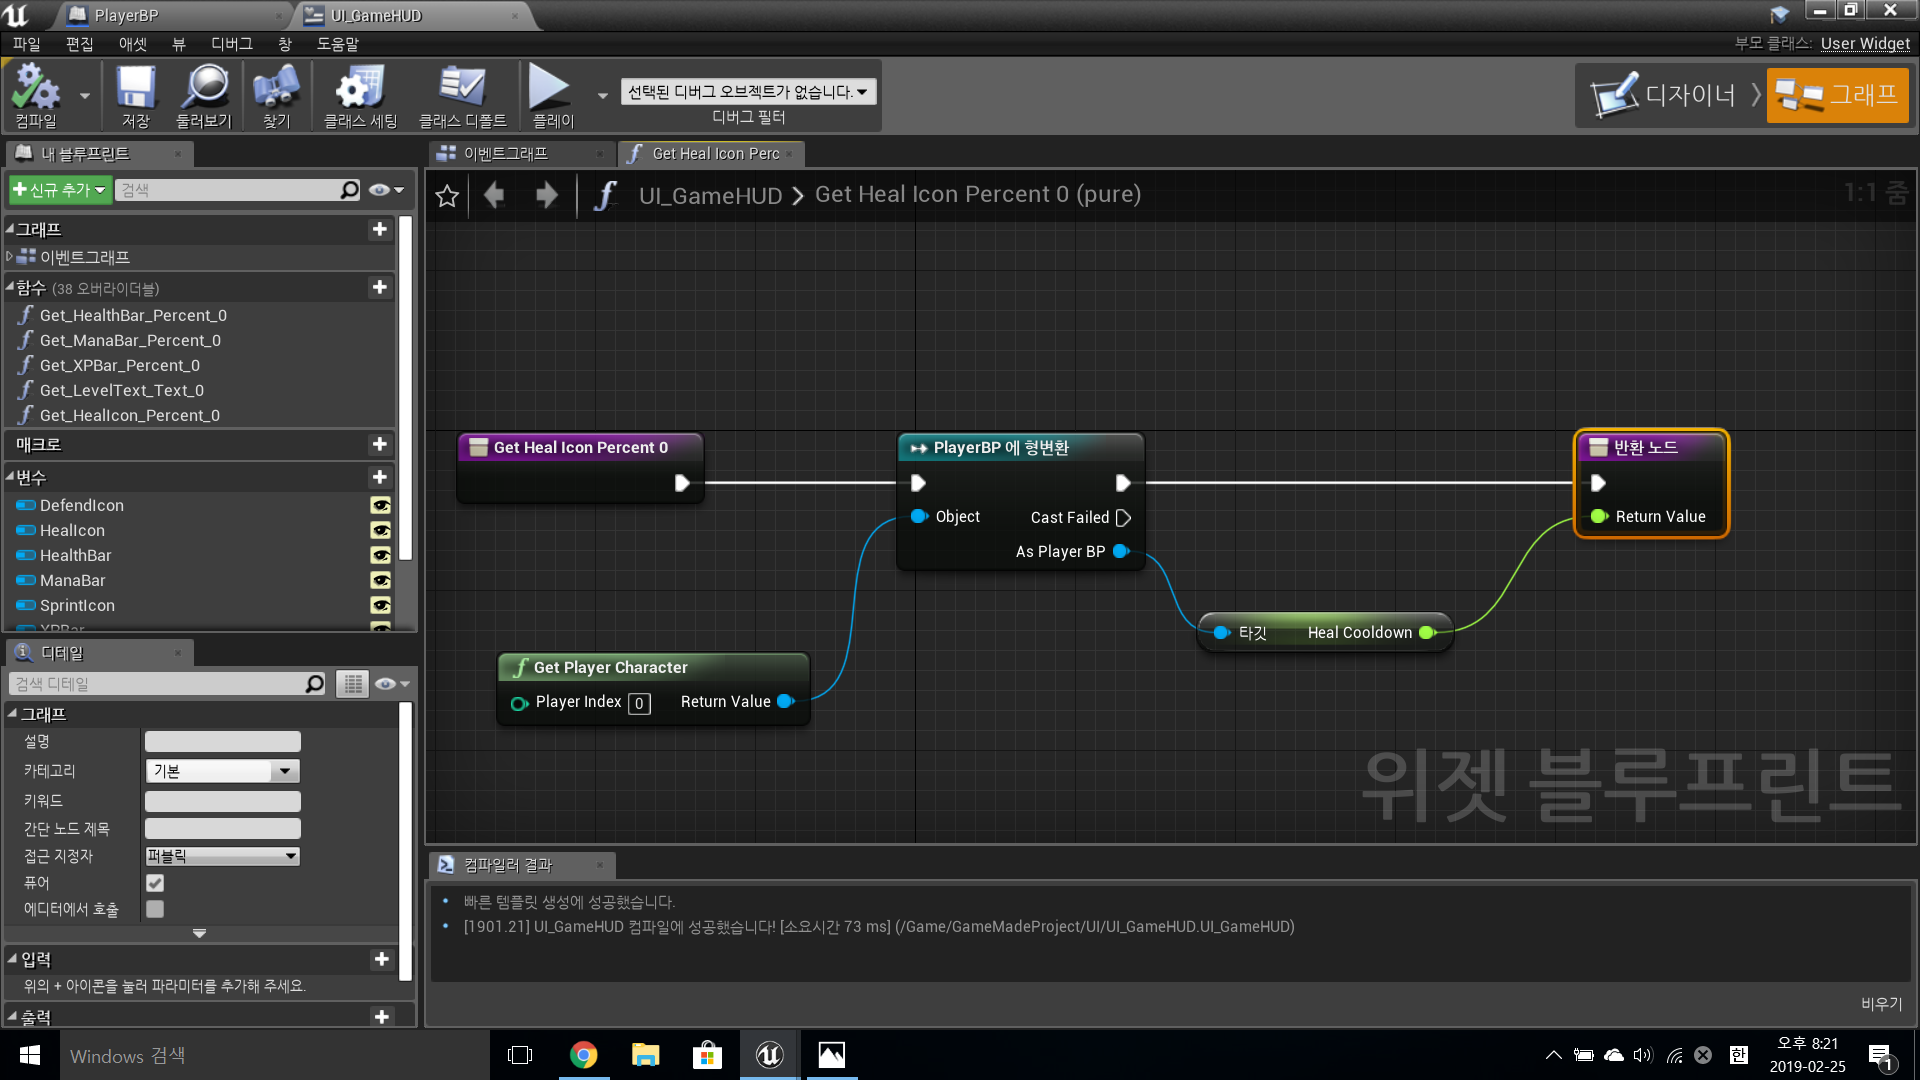 PlayerBP
UI_GameHUD
파일 편집 애셋 뷰 디버그 창 도움말
부모 클래스: User Widget
컴파일
저장
둘러보기
찾기
클래스 세팅
클래스 디폴트
플레이
선택된 디버그 오브젝트가 없습니다.
디버그 필터
디자이너
그래프
내 블루프린트
이벤트그래프
Get Heal Icon Perc
신규 추가
검색
UI_GameHUD
Get Heal Icon Percent 0 (pure)
1:1 줌
그래프
이벤트그래프
함수 (38 오버라이더블)
Get_HealthBar_Percent_0
Get_ManaBar_Percent_0
Get_XPBar_Percent_0
Get_LevelText_Text_0
Get_HealIcon_Percent_0
매크로
변수
DefendIcon
HealIcon
HealthBar
ManaBar
SprintIcon
XPBar
Get Heal Icon Percent 0
PlayerBP 에 형변환
Object
Cast Failed
As Player BP
반환 노드
Return Value
타깃
Heal Cooldown
Get Player Character
Player Index 0
Return Value
위젯 블루프린트
디테일
검색 디테일
그래프
설명
카테고리 기본
키워드
간단 노드 제목
접근 지정자 퍼블릭
퓨어
에디터에서 호출
입력
위의 + 아이콘을 눌러 파라미터를 추가해 주세요.
출력
컴파일러 결과
빠른 템플릿 생성에 성공했습니다.
[1901.21] UI_GameHUD 컴파일에 성공했습니다! [소요시간 73 ms] (/Game/GameMadeProject/UI/UI_GameHUD.UI_GameHUD)
비우기
Windows 검색
한
오후 8:21
2019-02-25
1